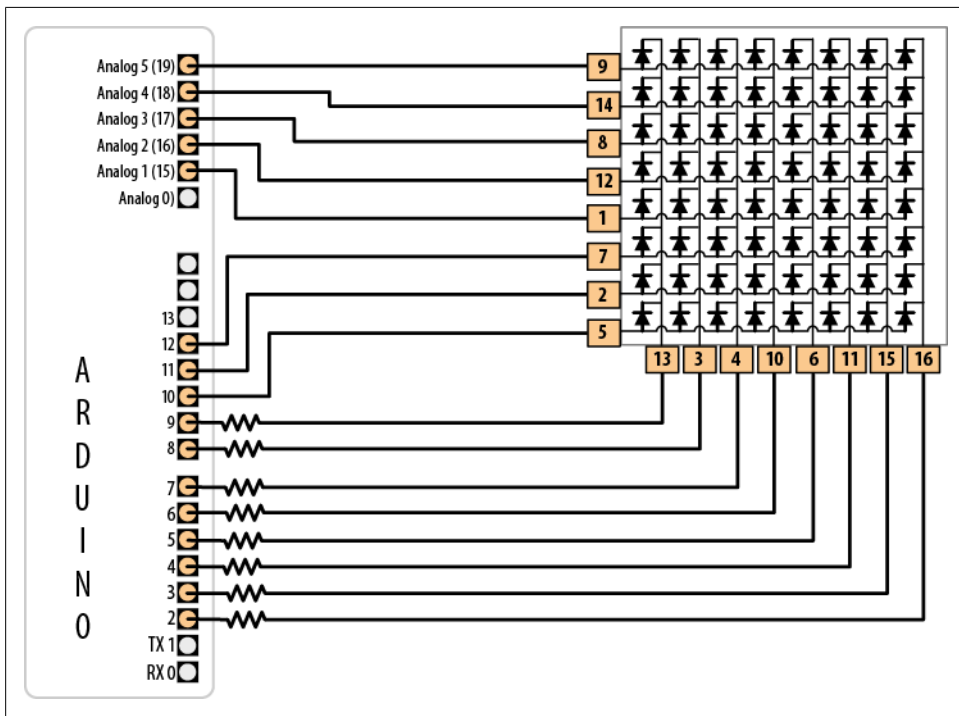 Analog 5 (19)
Analog 4 (18)
Analog 3 (17)
Analog 2 (16)
Analog 1 (15)
Analog 0)
13
12
11
10
9
8
7
6
5
4
3
2
TX 1
RX 0
ARDUINO
9
14
8
12
1
7
2
5
13 3 4 10 6 11 15 16